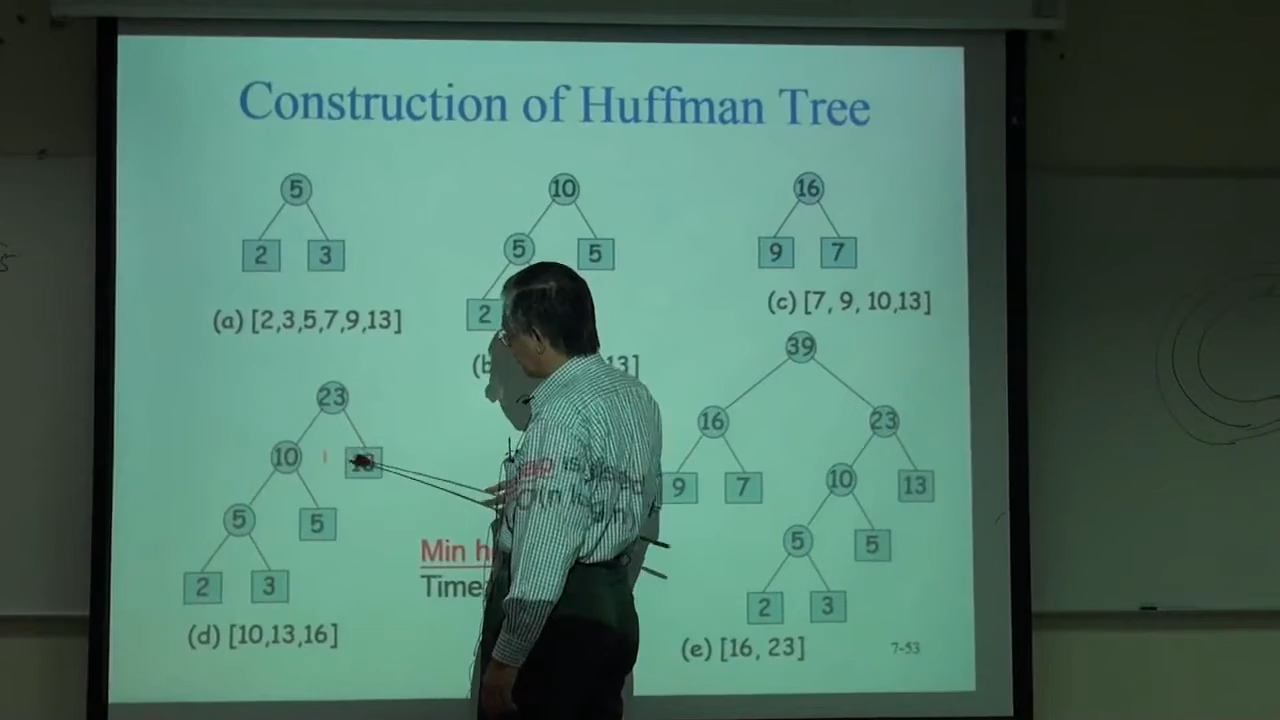 Construction of Huffman Tree
5
2 3
(a) [2,3,5,7,9,13]
10
5 5
2
13]
16
9 7
(c) [7, 9, 10,13]
23
10
5 5
2 3
(d) [10,13,16]
Min
Time
39
16 23
9 7 10 13
5 5
2 3
(e) [16, 23]
7-53